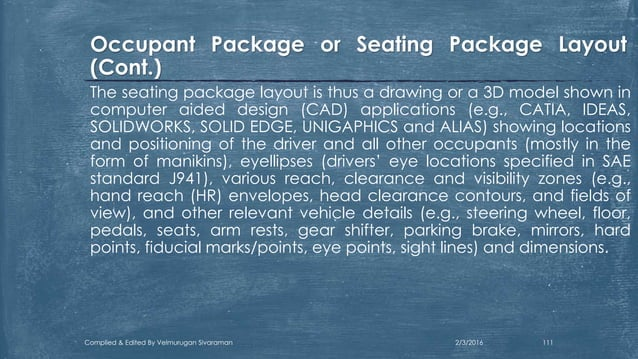 Occupant Package or Seating Package Layout
(Cont.)
The seating package layout is thus a drawing or a 3D model shown in
computer aided design (CAD) applications (e.g., CATIA, IDEAS,
SOLIDWORKS, SOLID EDGE, UNIGAPHICS and ALIAS) showing locations
and positioning of the driver and all other occupants (mostly in the
form of manikins), eyellipses (drivers’ eye locations specified in SAE
standard J941), various reach, clearance and visibility zones (e.g.,
hand reach (HR) envelopes, head clearance contours, and fields of
view), and other relevant vehicle details (e.g., steering wheel, floor,
pedals, seats, arm rests, gear shifter, parking brake, mirrors, hard
points, fiducial marks/points, eye points, sight lines) and dimensions.
Complied & Edited By Velmurugan Sivaraman 2/3/2016 111